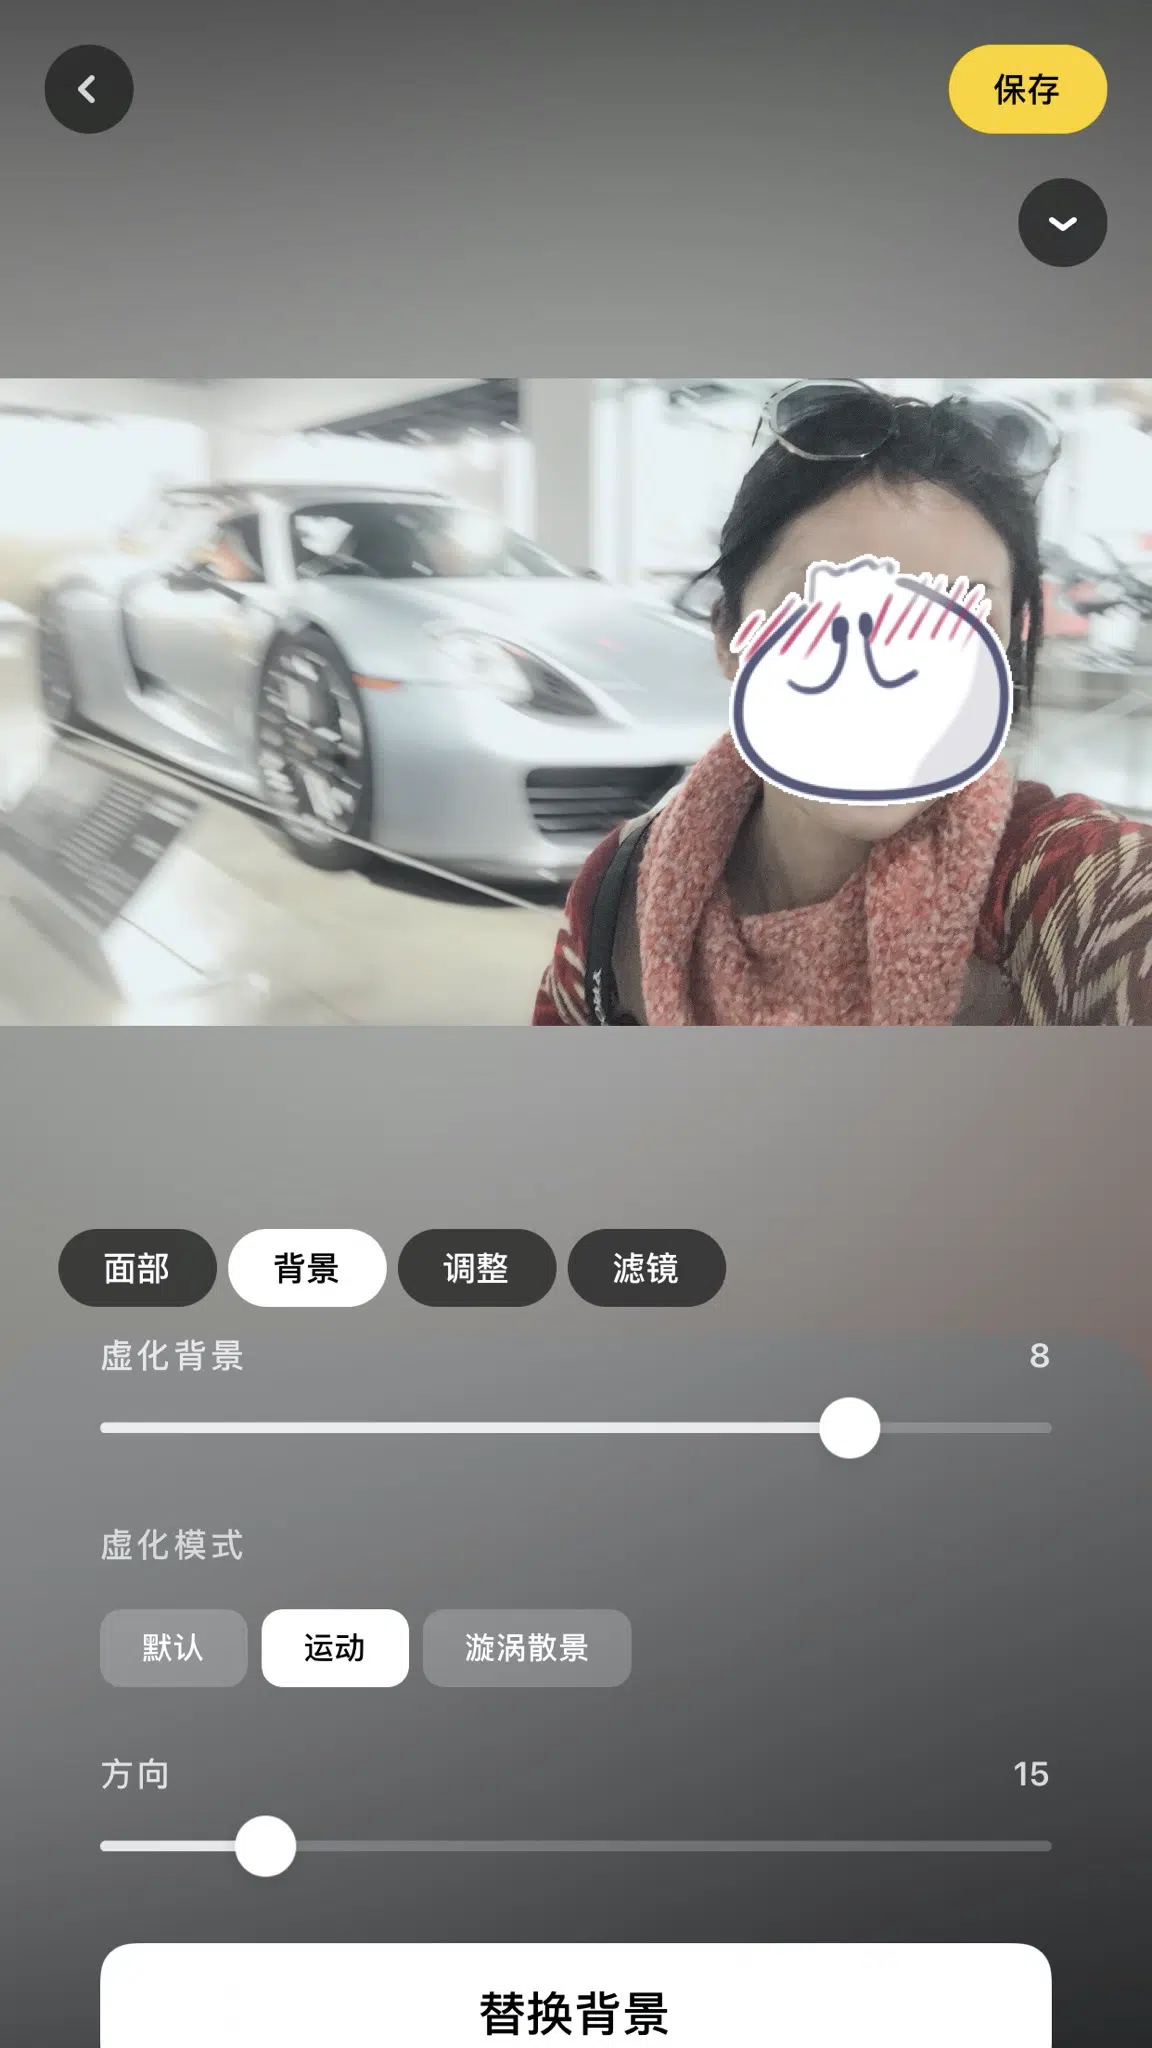 保存
面部 背景 调整 滤镜
虚化背景 8
虚化模式
默认 运动 漩涡散景
方向 15
替换背景